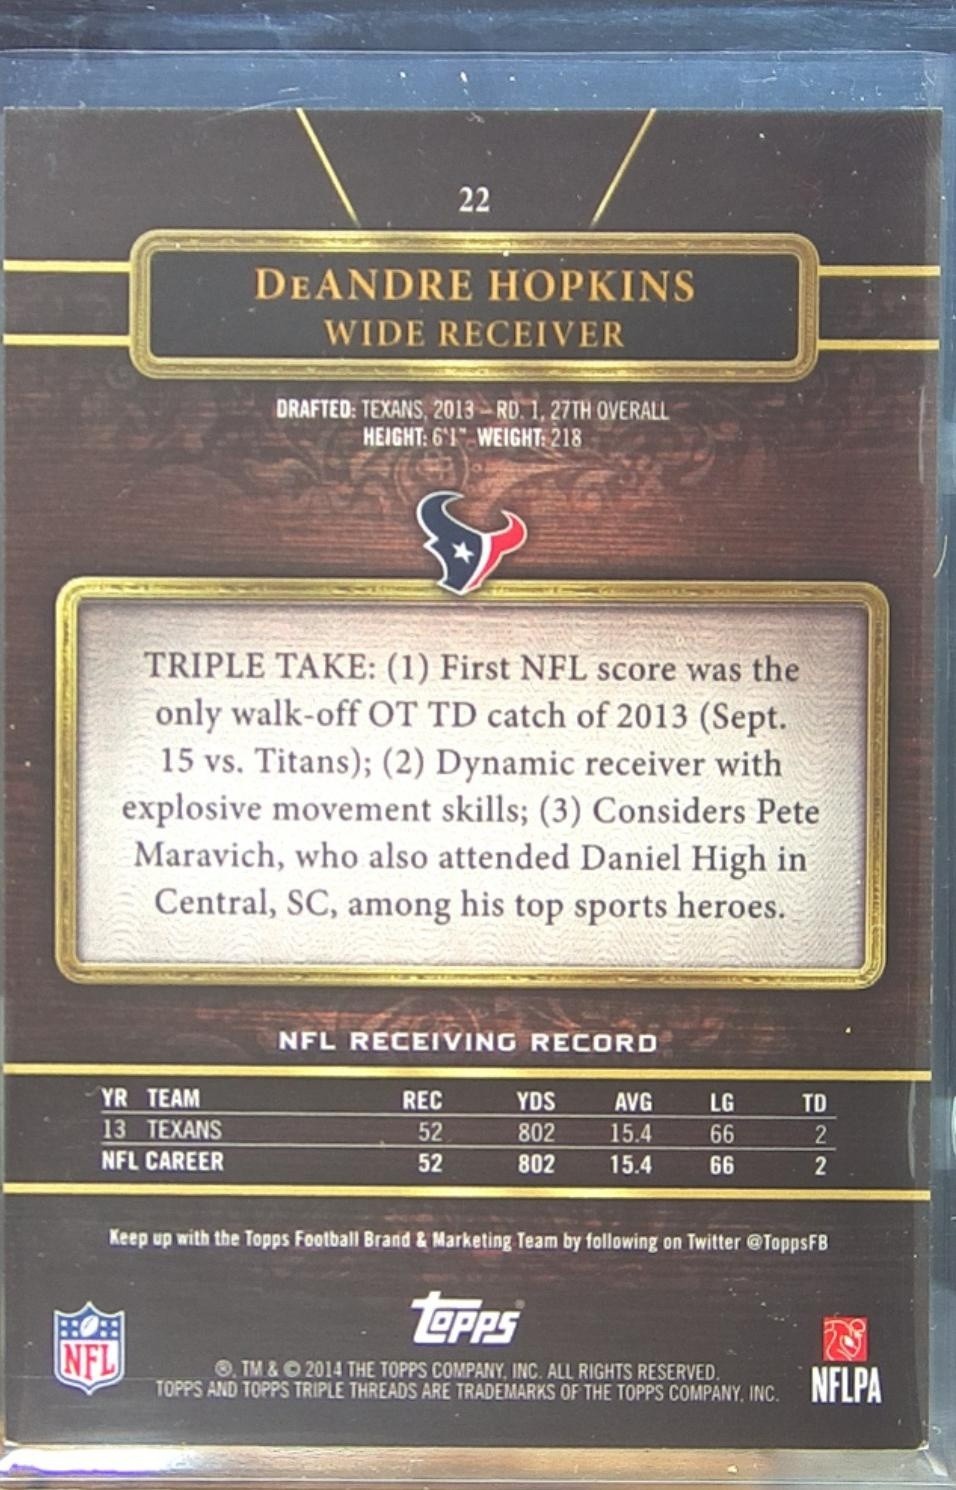 22
DeANDRE HOPKINS
WIDE RECEIVER
DRAFTED: TEXANS, 2013 – RD. 1, 27TH OVERALL
HEIGHT: 6'1" WEIGHT: 218
TRIPLE TAKE: (1) First NFL score was the
only walk-off OT TD catch of 2013 (Sept.
15 vs. Titans); (2) Dynamic receiver with
explosive movement skills; (3) Considers Pete
Maravich, who also attended Daniel High in
Central, SC, among his top sports heroes.
NFL RECEIVING RECORD
YR TEAM REC YDS AVG LG TD
13 TEXANS 52 802 15.4 66 2
NFL CAREER 52 802 15.4 66 2
Keep up with the Topps Football Brand & Marketing Team by following on Twitter @ToppsFB
NFL
Topps®
NFLPA
®, TM & © 2014 THE TOPPS COMPANY, INC. ALL RIGHTS RESERVED.
TOPPS AND TOPPS TRIPLE THREADS ARE TRADEMARKS OF THE TOPPS COMPANY, INC.